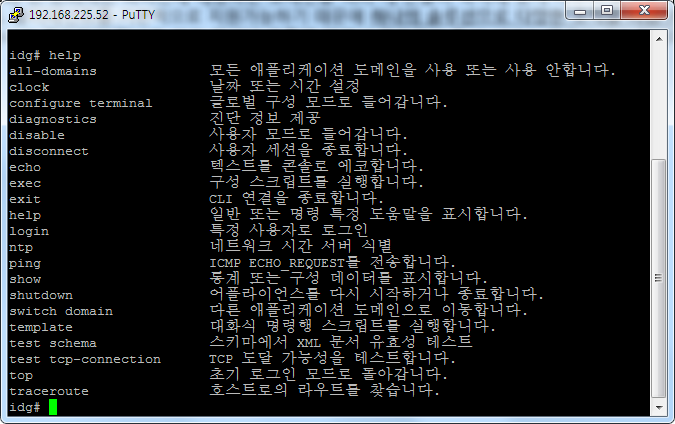 192.168.225.52 - PuTTY
idg# help
all-domains 모든 애플리케이션 도메인을 사용 또는 사용 안합니다.
clock 날짜 또는 시간 설정
configure terminal 글로벌 구성 모드로 들어갑니다.
diagnostics 진단 정보 제공
disable 사용자 모드로 들어갑니다.
disconnect 사용자 세션을 종료합니다.
echo 텍스트를 콘솔로 에코합니다.
exec 구성 스크립트를 실행합니다.
exit CLI 연결을 종료합니다.
help 일반 또는 명령 특정 도움말을 표시합니다.
login 특정 사용자로 로그인
ntp 네트워크 시간 서버 식별
ping ICMP ECHO_REQUEST를 전송합니다.
show 통계 또는 구성 데이터를 표시합니다.
shutdown 어플라이언스를 다시 시작하거나 종료합니다.
switch domain 다른 애플리케이션 도메인으로 이동합니다.
template 대화식 명령행 스크립트를 실행합니다.
test schema 스키마에서 XML 문서 유효성 테스트
test tcp-connection TCP 도달 가능성을 테스트합니다.
top 초기 로그인 모드로 돌아갑니다.
traceroute 호스트로의 라우트를 찾습니다.
idg#